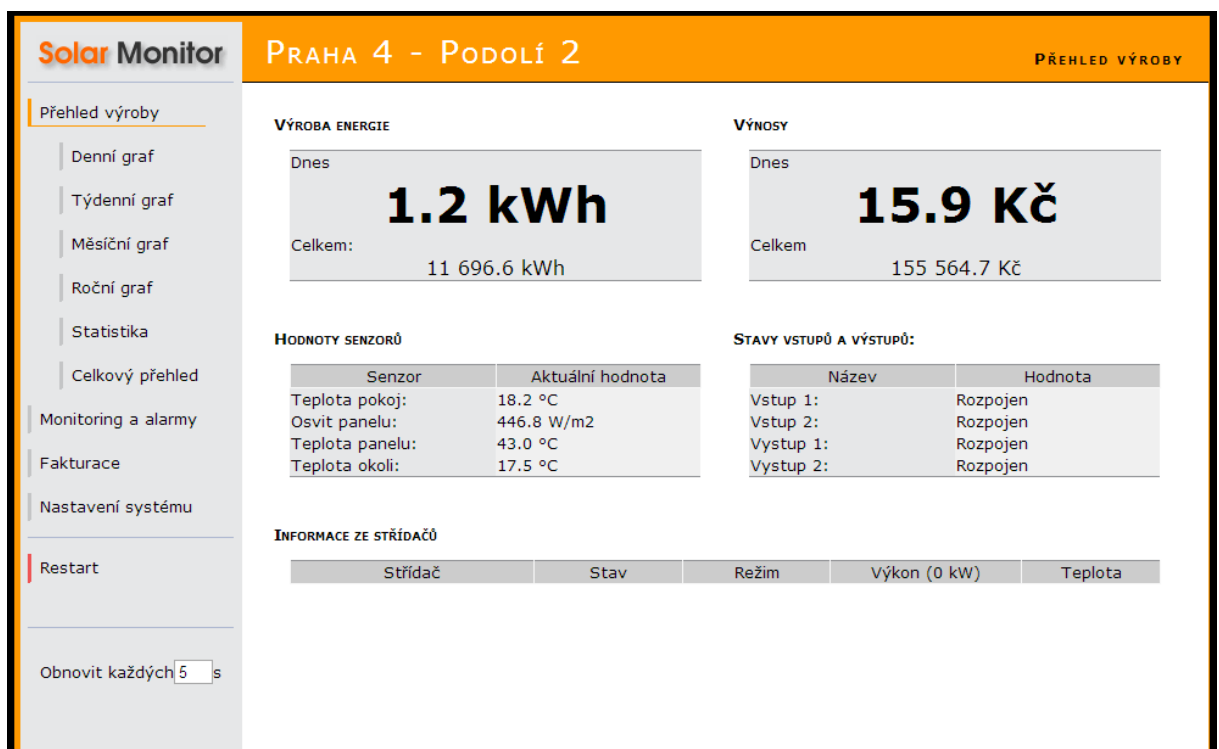 Solar Monitor
Praha 4 - Podolí 2
Přehled výroby
Přehled výroby
Denní graf
Týdenní graf
Měsíční graf
Roční graf
Statistika
Celkový přehled
Monitoring a alarmy
Fakturace
Nastavení systému
Restart
Obnovit každých 5 s
Výroba energie
Dnes
1.2 kWh
Celkem:
11 696.6 kWh
Výnosy
Dnes
15.9 Kč
Celkem
155 564.7 Kč
Hodnoty senzorů
Senzor Aktuální hodnota
Teplota pokoj: 18.2 °C
Osvit panelu: 446.8 W/m2
Teplota panelu: 43.0 °C
Teplota okoli: 17.5 °C
Stavy vstupů a výstupů:
Název Hodnota
Vstup 1: Rozpojen
Vstup 2: Rozpojen
Vystup 1: Rozpojen
Vystup 2: Rozpojen
Informace ze střídačů
Střídač Stav Režim Výkon (0 kW) Teplota